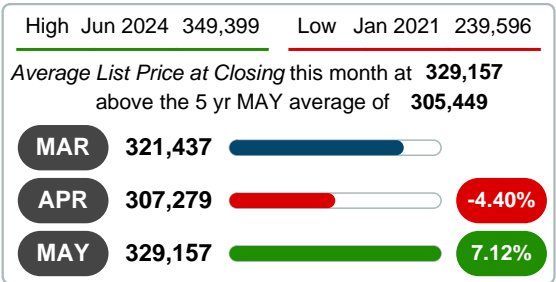 High Jun 2024 349,399 Low Jan 2021 239,596
Average List Price at Closing this month at 329,157
above the 5 yr MAY average of 305,449
MAR 321,437
APR 307,279 -4.40%
MAY 329,157 7.12%